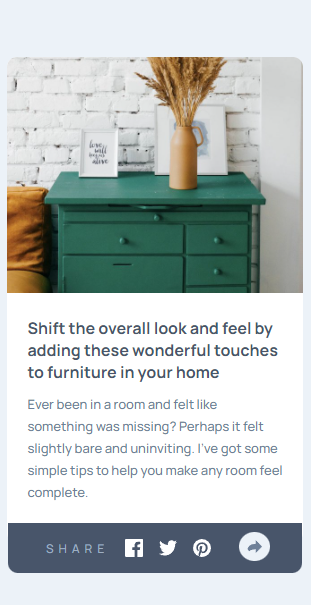 Shift the overall look and feel by
adding these wonderful touches
to furniture in your home
Ever been in a room and felt like
something was missing? Perhaps it felt
slightly bare and uninviting. I've got some
simple tips to help you make any room feel
complete.
SHARE